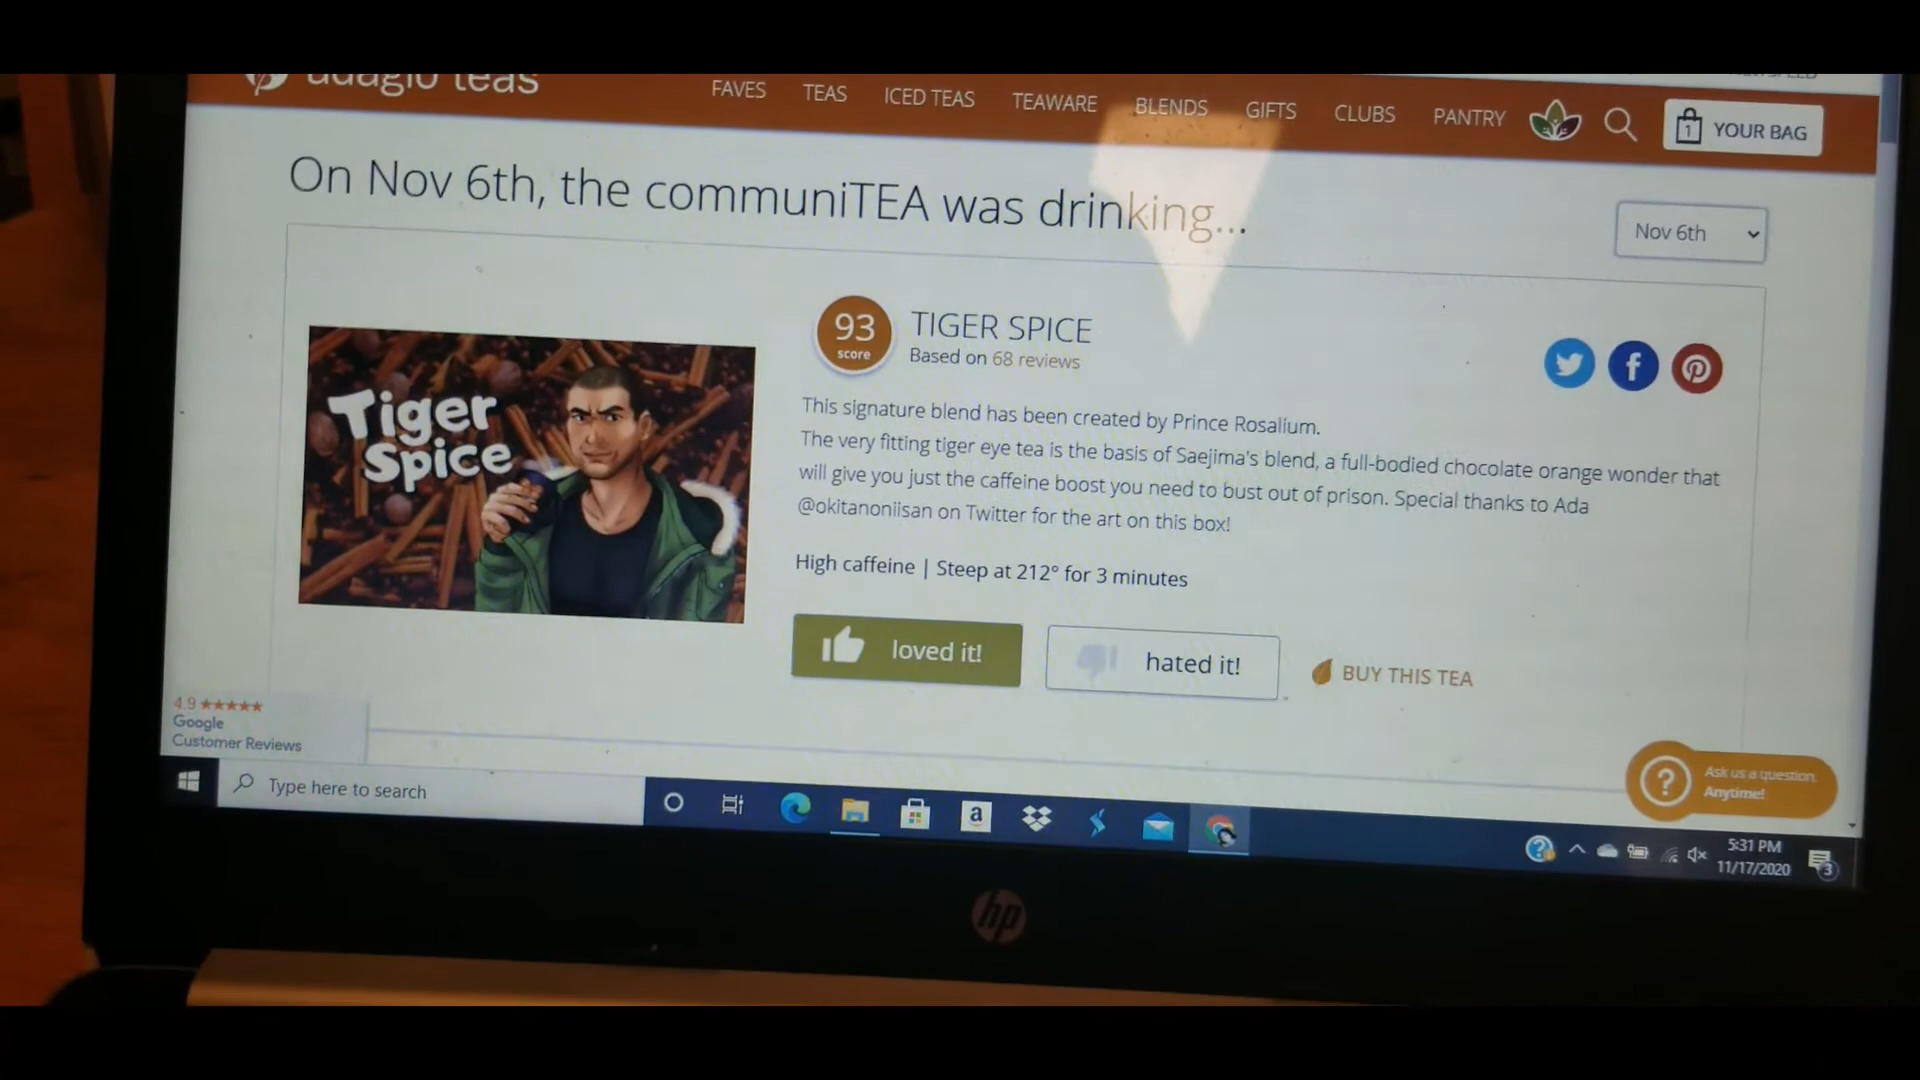 adagio teas
FAVES TEAS ICED TEAS TEAWARE BLENDS GIFTS CLUBS PANTRY 1 YOUR BAG
On Nov 6th, the communiTEA was drinking...
Nov 6th
Tiger
Spice
93
score
TIGER SPICE
Based on 68 reviews
This signature blend has been created by Prince Rosalium.
The very fitting tiger eye tea is the basis of Saejima's blend, a full-bodied chocolate orange wonder that
will give you just the caffeine boost you need to bust out of prison. Special thanks to Ada
@okitanoniisan on Twitter for the art on this box!
High caffeine | Steep at 212° for 3 minutes
loved it!
hated it!
BUY THIS TEA
4.9 ★★★★★
Google
Customer Reviews
Ask us a question.
Anytime!
Type here to search
5:31 PM
11/17/2020
3
hp